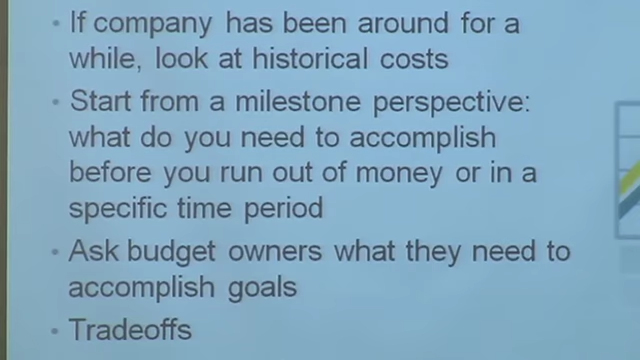 • If company has been around for a
while, look at historical costs
• Start from a milestone perspective:
what do you need to accomplish
before you run out of money or in a
specific time period
• Ask budget owners what they need to
accomplish goals
• Tradeoffs